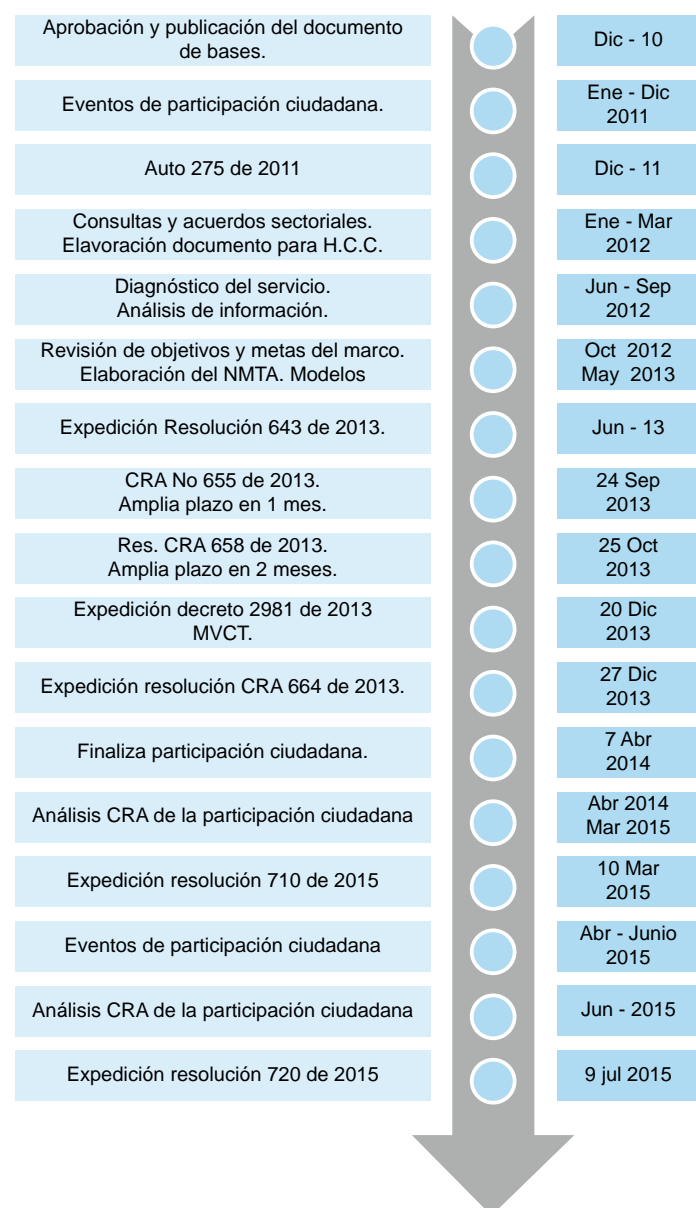 Aprobación y publicación del documento
de bases.
Dic - 10
Eventos de participación ciudadana.
Ene - Dic
2011
Auto 275 de 2011
Dic - 11
Consultas y acuerdos sectoriales.
Elavoración documento para H.C.C.
Ene - Mar
2012
Diagnóstico del servicio.
Análisis de información.
Jun - Sep
2012
Revisión de objetivos y metas del marco.
Elaboración del NMTA. Modelos
Oct 2012
May 2013
Expedición Resolución 643 de 2013.
Jun - 13
CRA No 655 de 2013.
Amplia plazo en 1 mes.
24 Sep
2013
Res. CRA 658 de 2013.
Amplia plazo en 2 meses.
25 Oct
2013
Expedición decreto 2981 de 2013
MVCT.
20 Dic
2013
Expedición resolución CRA 664 de 2013.
27 Dic
2013
Finaliza participación ciudadana.
7 Abr
2014
Análisis CRA de la participación ciudadana
Abr 2014
Mar 2015
Expedición resolución 710 de 2015
10 Mar
2015
Eventos de participación ciudadana
Abr - Junio
2015
Análisis CRA de la participación ciudadana
Jun - 2015
Expedición resolución 720 de 2015
9 jul 2015